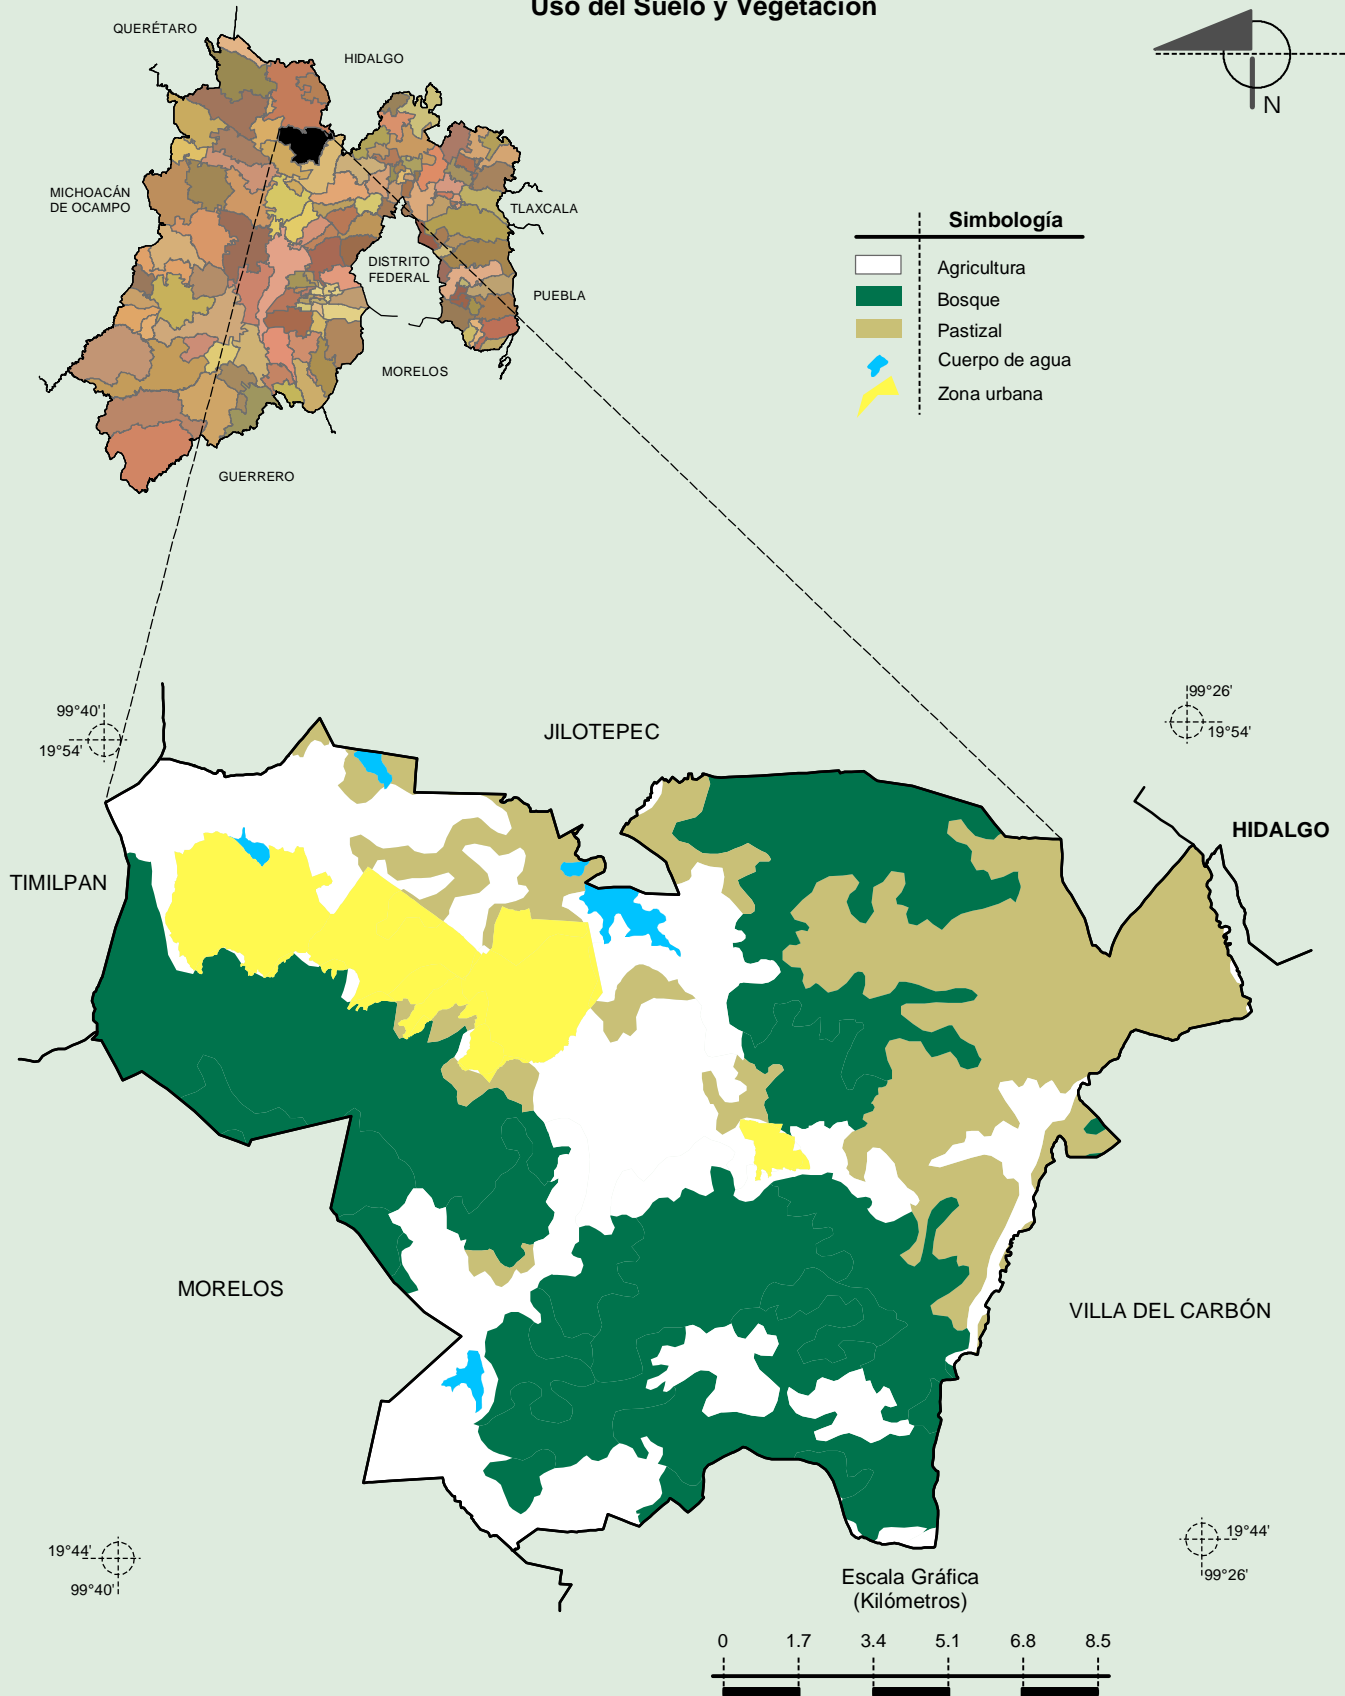 Uso del Suelo y Vegetación
QUERÉTARO
HIDALGO
N
MICHOACÁN
DE OCAMPO
TLAXCALA
DISTRITO
FEDERAL
PUEBLA
MORELOS
GUERRERO
Simbología
Agricultura
Bosque
Pastizal
Cuerpo de agua
Zona urbana
99°40'
19°54'
JILOTEPEC
99°26'
19°54'
HIDALGO
TIMILPAN
MORELOS
VILLA DEL CARBÓN
19°44'
99°40'
19°44'
99°26'
Escala Gráfica
(Kilómetros)
0 1.7 3.4 5.1 6.8 8.5